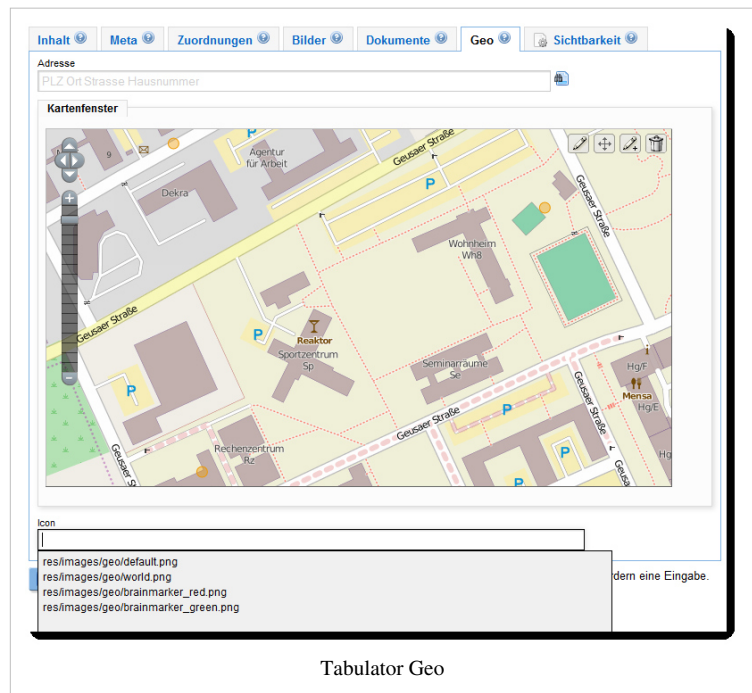 Inhalt Meta Zuordnungen Bilder Dokumente Geo Sichtbarkeit
Adresse
PLZ Ort Strasse Hausnummer
Kartenfenster
9
P
Agentur
für Arbeit
Geusaer Straße
Dekra
P
Geusaer Straße
Wohnheim
Wh8
Geusaer Straße
P
Reaktor
Sportzentrum
Sp
Seminarräume
Se
Hg/F
Mensa
Hg/E
P
P
Geusaer Straße
Geusaer Straße
Rechenzentrum
Rz
P
P
Hg
Icon
res/images/geo/default.png
res/images/geo/world.png
res/images/geo/brainmarker_red.png
res/images/geo/brainmarker_green.png
rdern eine Eingabe.
Tabulator Geo